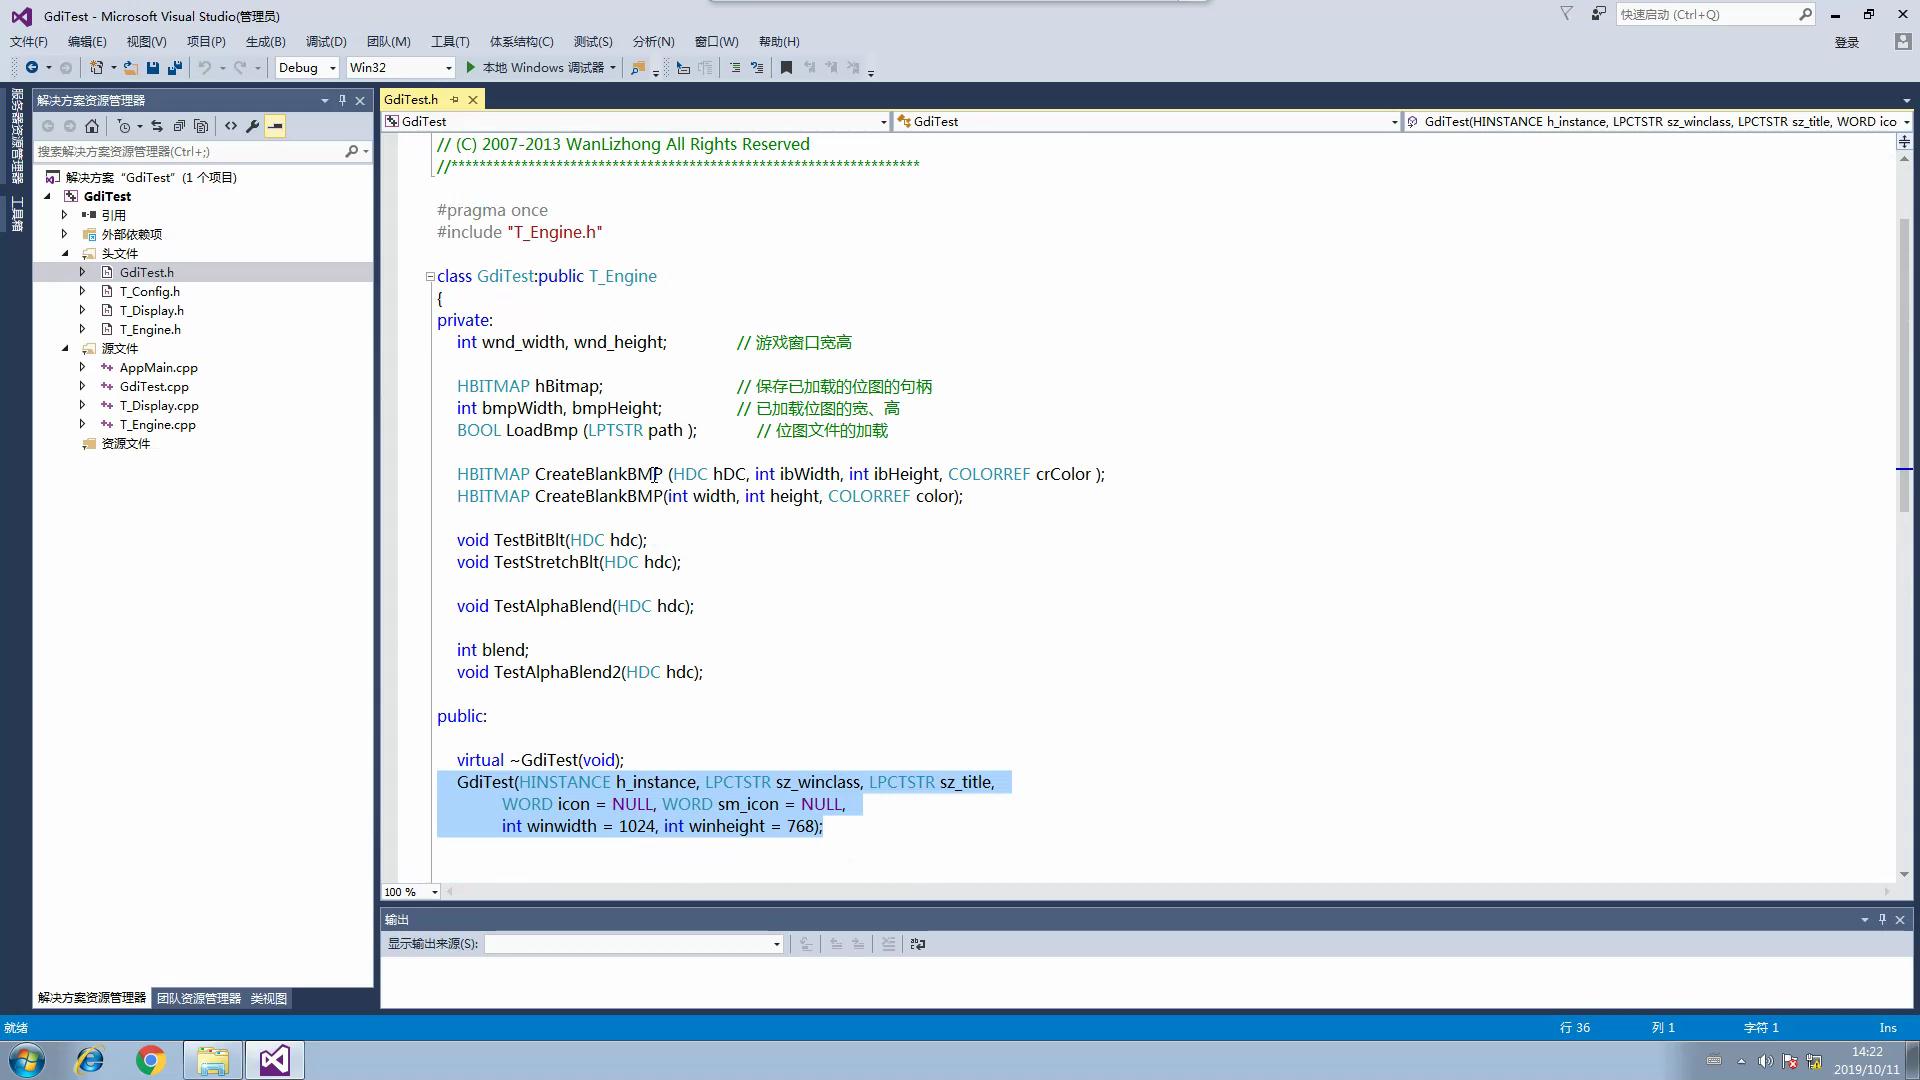 GdiTest - Microsoft Visual Studio(管理员)
快速启动 (Ctrl+Q)
文件(F) 编辑(E) 视图(V) 项目(P) 生成(B) 调试(D) 团队(M) 工具(T) 体系结构(C) 测试(S) 分析(N) 窗口(W) 帮助(H)
登录
Debug Win32 本地 Windows 调试器
服务器资源管理器
工具箱
解决方案资源管理器
搜索解决方案资源管理器(Ctrl+;)
解决方案 "GdiTest" (1 个项目)
GdiTest
引用
外部依赖项
头文件
GdiTest.h
T_Config.h
T_Display.h
T_Engine.h
源文件
AppMain.cpp
GdiTest.cpp
T_Display.cpp
T_Engine.cpp
资源文件
解决方案资源管理器 团队资源管理器 类视图
GdiTest.h
GdiTest GdiTest GdiTest(HINSTANCE h_instance, LPCTSTR sz_winclass, LPCTSTR sz_title, WORD ico
// (C) 2007-2013 WanLizhong All Rights Reserved
//*******************************************************************
#pragma once
#include "T_Engine.h"
class GdiTest:public T_Engine
{
private:
int wnd_width, wnd_height; // 游戏窗口宽高
HBITMAP hBitmap; // 保存已加载的位图的句柄
int bmpWidth, bmpHeight; // 已加载位图的宽、高
BOOL LoadBmp (LPTSTR path ); // 位图文件的加载
HBITMAP CreateBlankBMP (HDC hDC, int ibWidth, int ibHeight, COLORREF crColor );
HBITMAP CreateBlankBMP(int width, int height, COLORREF color);
void TestBitBlt(HDC hdc);
void TestStretchBlt(HDC hdc);
void TestAlphaBlend(HDC hdc);
int blend;
void TestAlphaBlend2(HDC hdc);
public:
virtual ~GdiTest(void);
GdiTest(HINSTANCE h_instance, LPCTSTR sz_winclass, LPCTSTR sz_title,
WORD icon = NULL, WORD sm_icon = NULL,
int winwidth = 1024, int winheight = 768);
100 %
输出
显示输出来源(S):
就绪 行 36 列 1 字符 1 Ins
14:22
2019/10/11